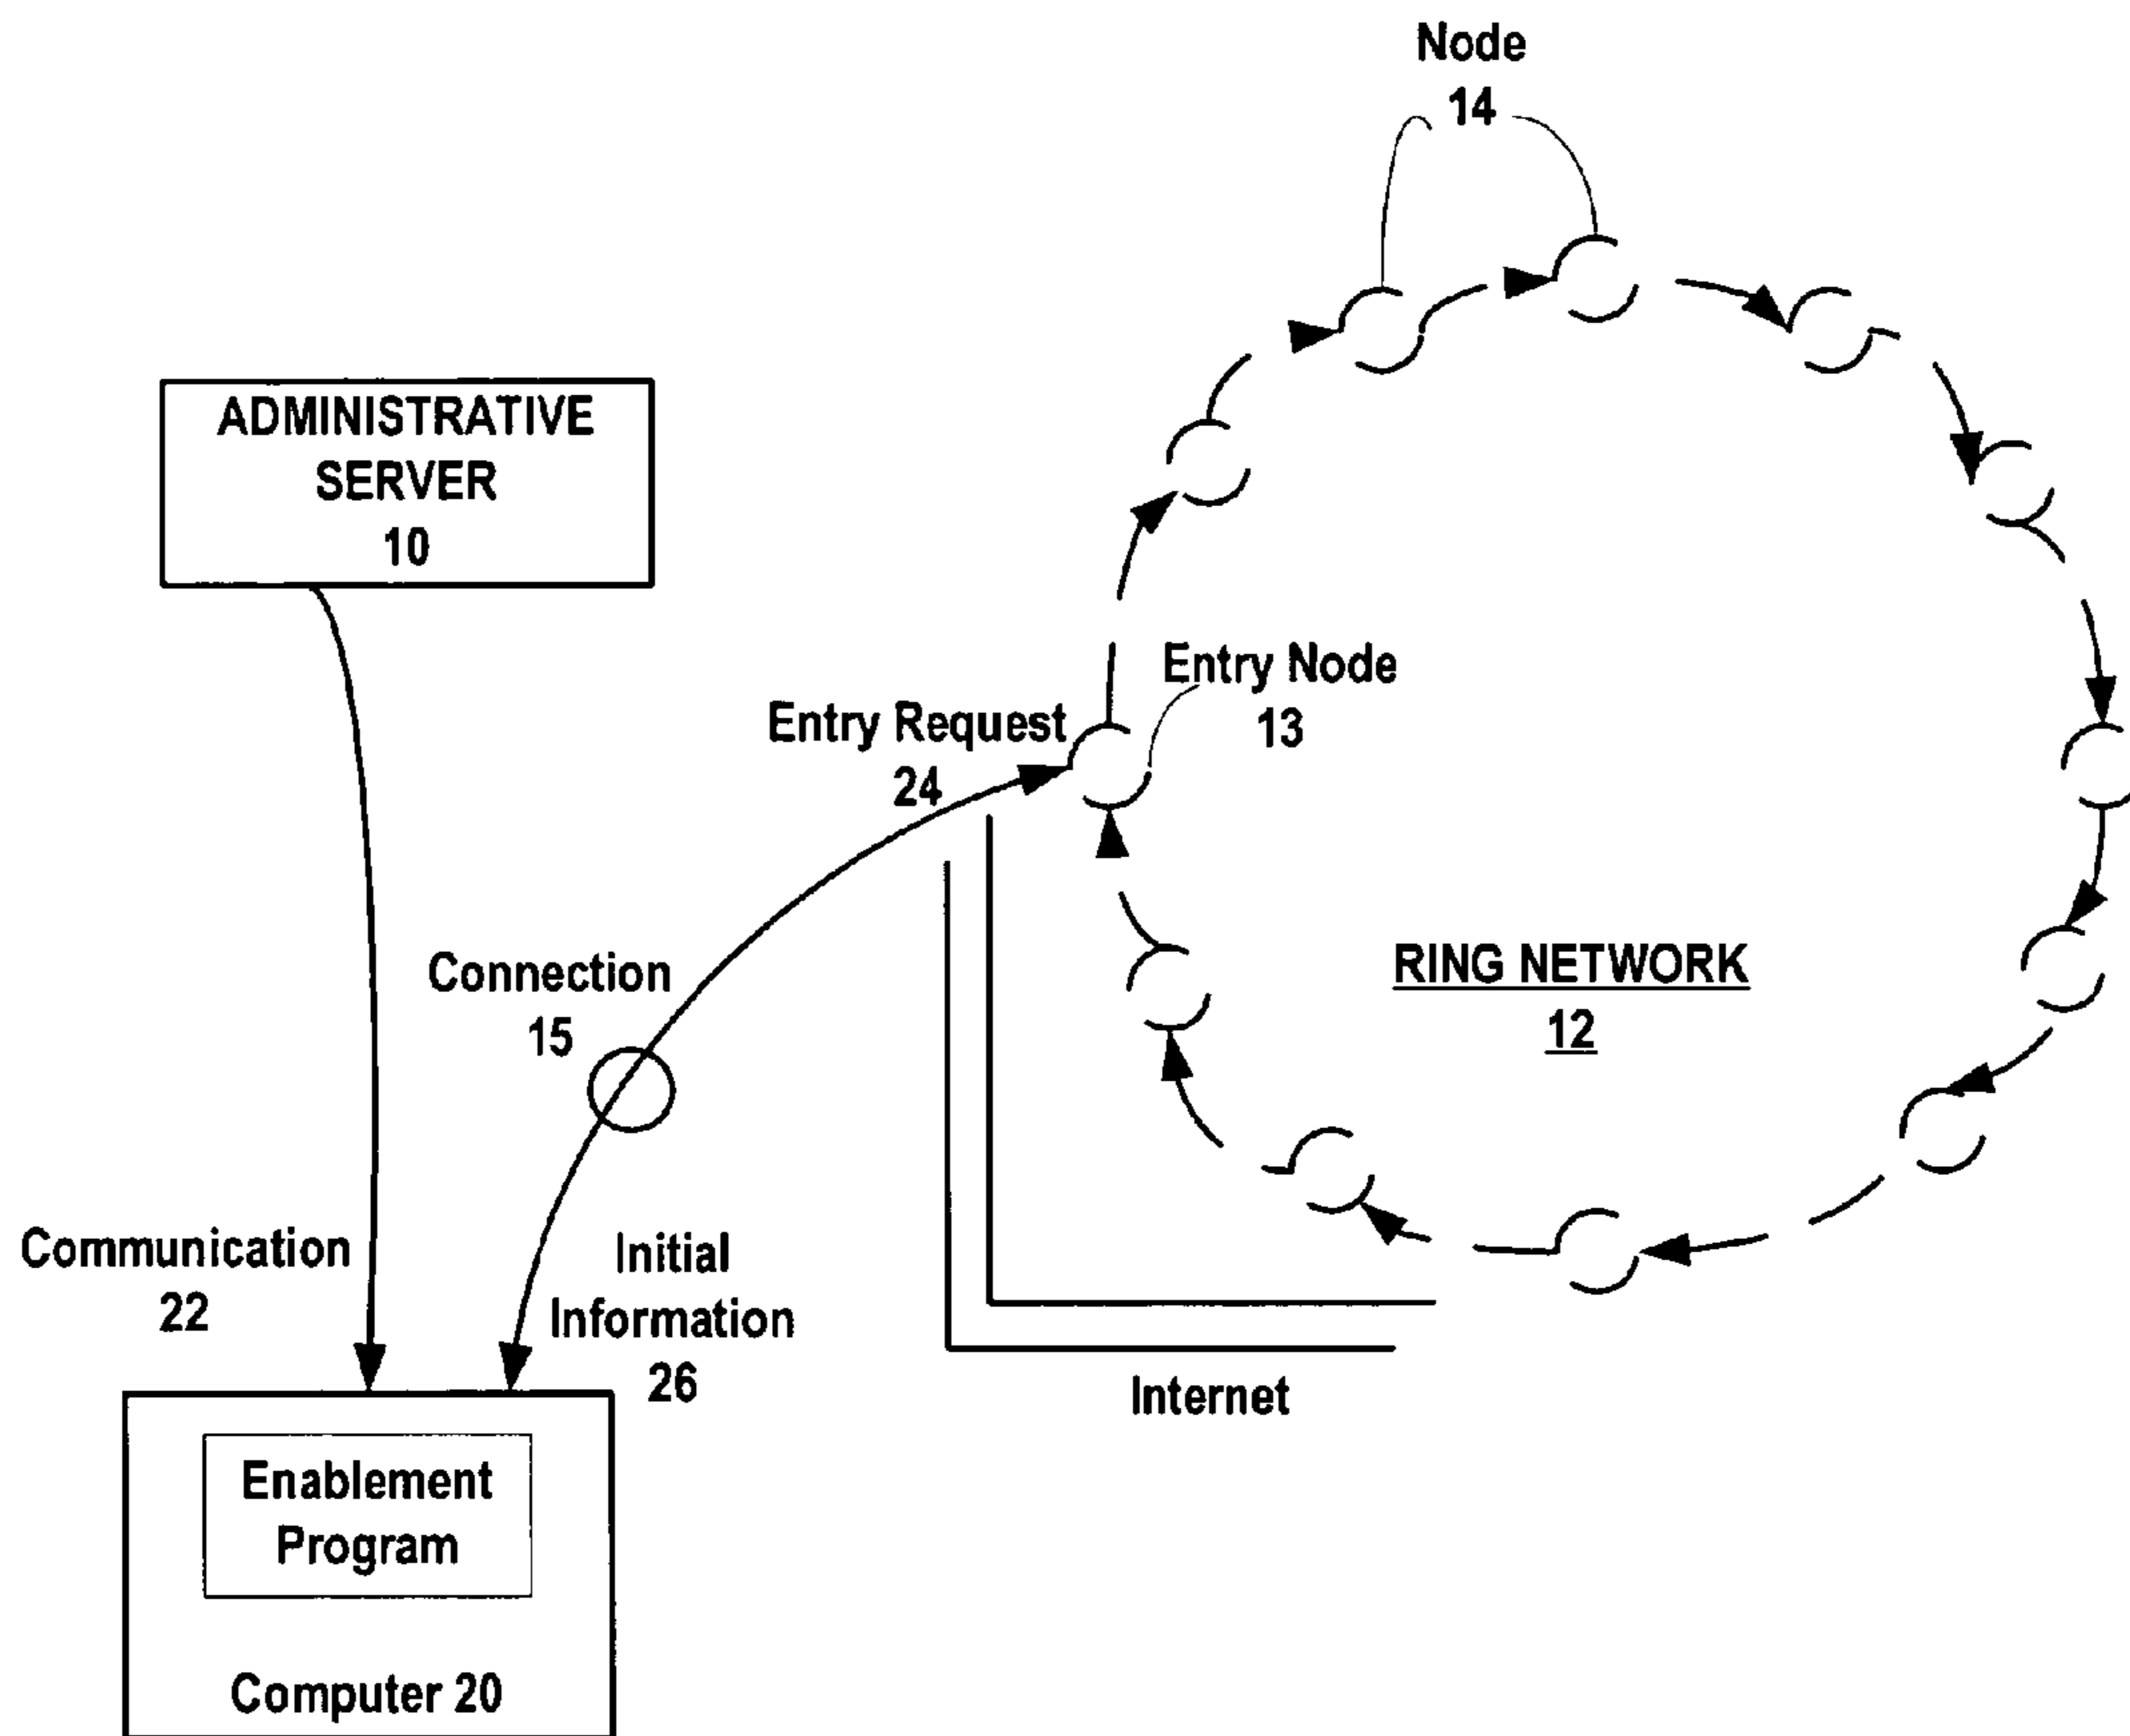 Node
14
ADMINISTRATIVE
SERVER
10
Entry Node
13
Entry Request
24
RING NETWORK
12
Connection
15
Communication
22
Initial
Information
26
Internet
Enablement
Program
Computer 20